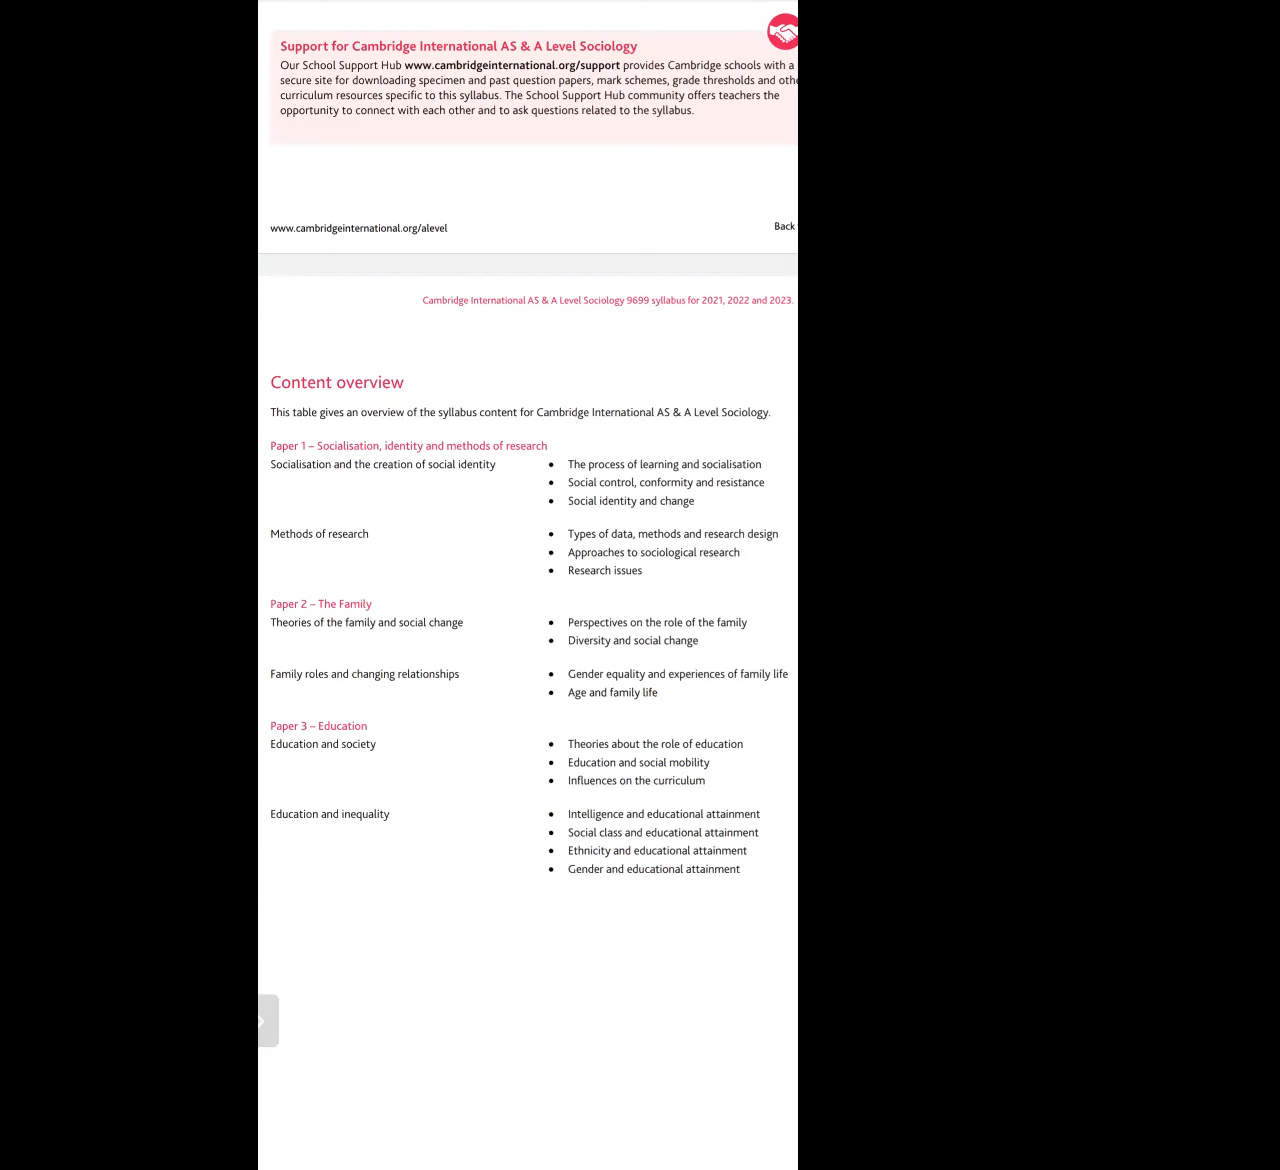 Support for Cambridge International AS & A Level Sociology
Our School Support Hub www.cambridgeinternational.org/support provides Cambridge schools with a
secure site for downloading specimen and past question papers, mark schemes, grade thresholds and
curriculum resources specific to this syllabus. The School Support Hub community offers teachers the
opportunity to connect with each other and to ask questions related to the syllabus.
www.cambridgeinternational.org/alevel
Back
Cambridge International AS & A Level Sociology 9699 syllabus for 2021, 2022 and 2023.
Content overview
This table gives an overview of the syllabus content for Cambridge International AS & A Level Sociology.
Paper 1 – Socialisation, identity and methods of research
Socialisation and the creation of social identity
• The process of learning and socialisation
• Social control, conformity and resistance
• Social identity and change
Methods of research
• Types of data, methods and research design
• Approaches to sociological research
• Research issues
Paper 2 – The Family
Theories of the family and social change
• Perspectives on the role of the family
• Diversity and social change
Family roles and changing relationships
• Gender equality and experiences of family life
• Age and family life
Paper 3 – Education
Education and society
• Theories about the role of education
• Education and social mobility
• Influences on the curriculum
Education and inequality
• Intelligence and educational attainment
• Social class and educational attainment
• Ethnicity and educational attainment
• Gender and educational attainment